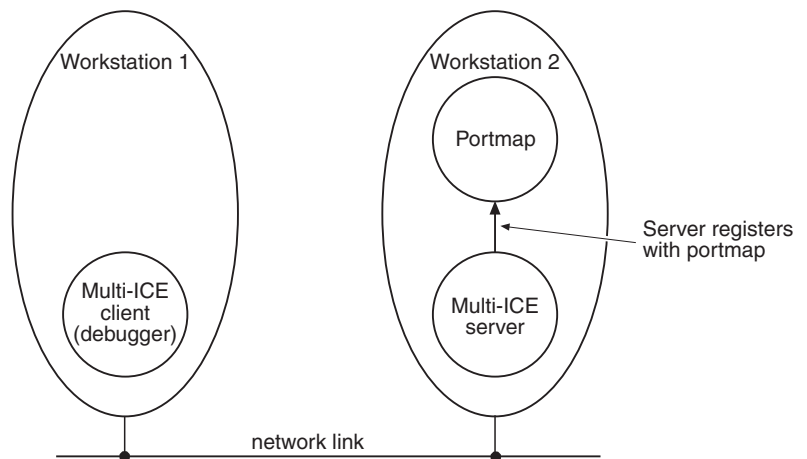 Workstation 1
Workstation 2
Portmap
Server registers
with portmap
Multi-ICE
client
(debugger)
Multi-ICE
server
network link